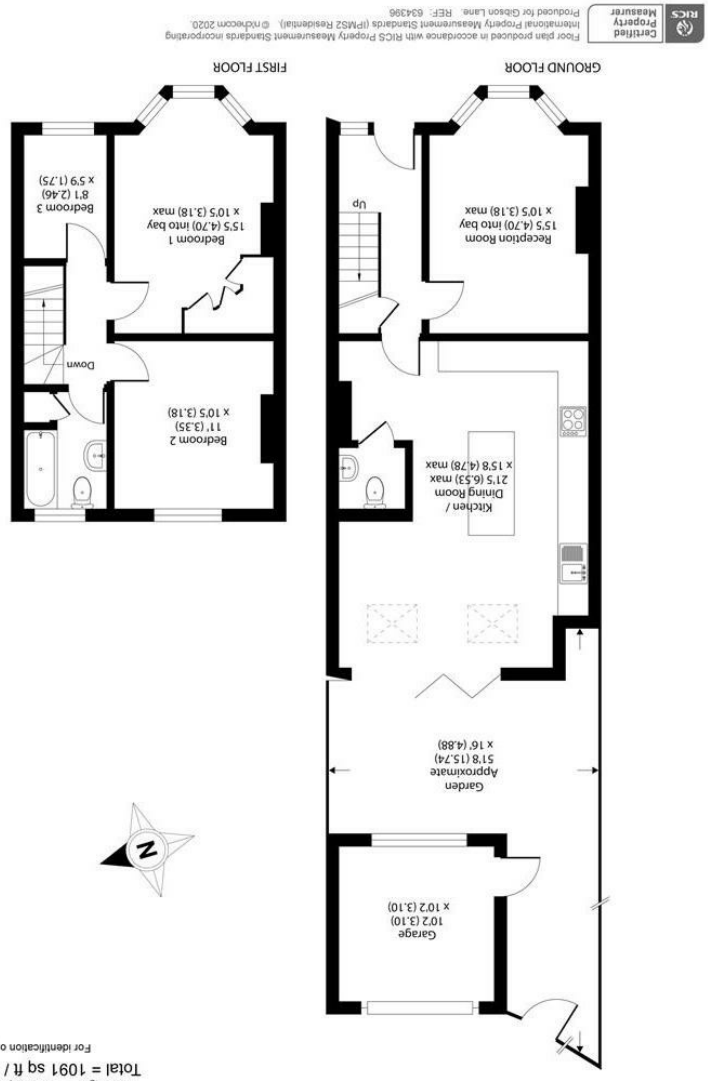 Total = 1091 sq ft /
For identification o
Garage
10'2 (3.10)
x 10'2 (3.10)
N
Garden
Approximate
51'8 (15.74)
x 16' (4.88)
Kitchen /
Dining Room
21'5 (6.53) max
x 15'8 (4.78) max
Bedroom 2
11' (3.35)
x 10'5 (3.18)
Down
Up
Reception Room
15'5 (4.70) into bay
x 10'5 (3.18) max
Bedroom 1
15'5 (4.70) into bay
x 10'5 (3.18) max
Bedroom 3
8'1 (2.46)
x 5'9 (1.75)
GROUND FLOOR
FIRST FLOOR
RICS
Certified
Property
Measurer
Floor plan produced in accordance with RICS Property Measurement Standards incorporating
International Property Measurement Standards (IPMS2 Residential). © nichecom 2020.
Produced for Gibson Lane. REF: 634396